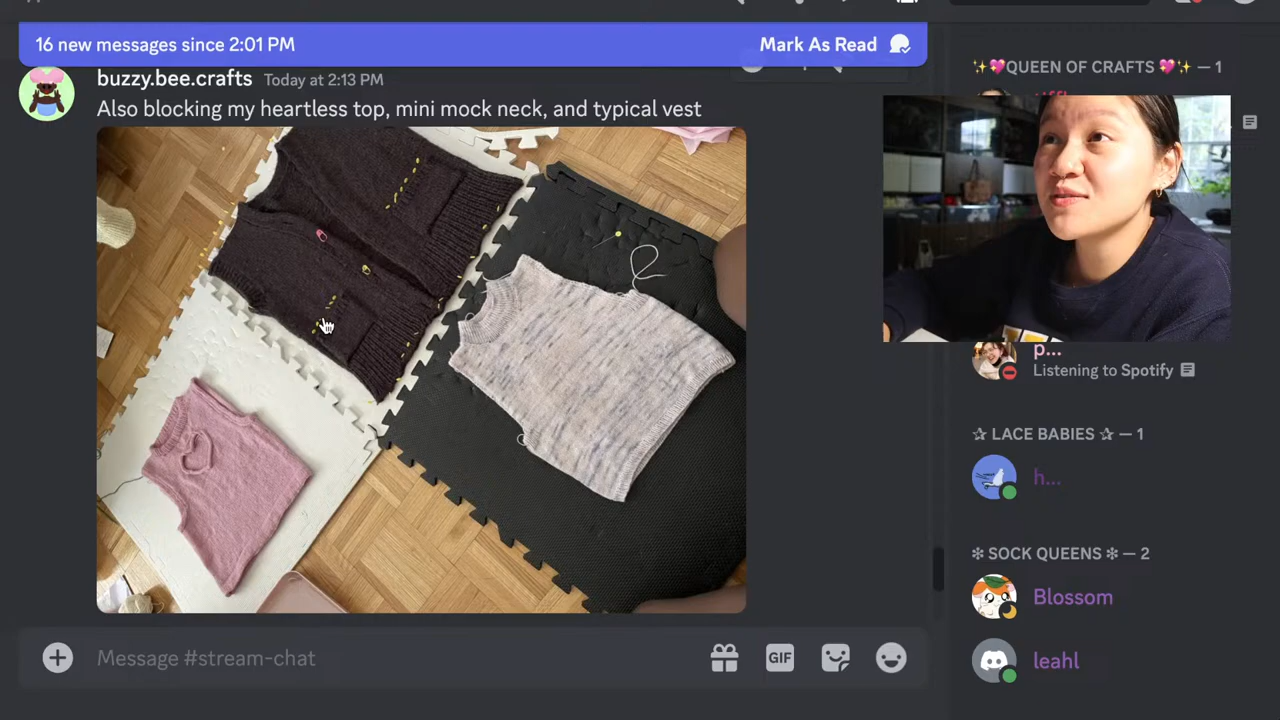 16 new messages since 2:01 PM
Mark As Read
buzzy.bee.crafts Today at 2:13 PM
Also blocking my heartless top, mini mock neck, and typical vest
Message #stream-chat
GIF
✨💖QUEEN OF CRAFTS 💖✨ — 1
p...
Listening to Spotify
✰ LACE BABIES ✰ — 1
h...
❇ SOCK QUEENS ❇ — 2
Blossom
leahl